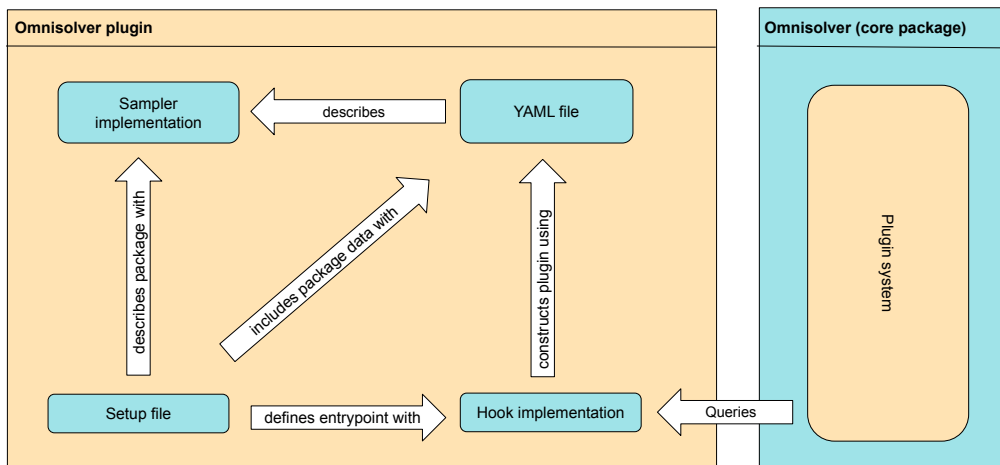 Omnisolver plugin
Omnisolver (core package)
Sampler
implementation
describes
YAML file
describes package with
includes package data with
constructs plugin using
Plugin system
Setup file
defines entrypoint with
Hook implementation
Queries